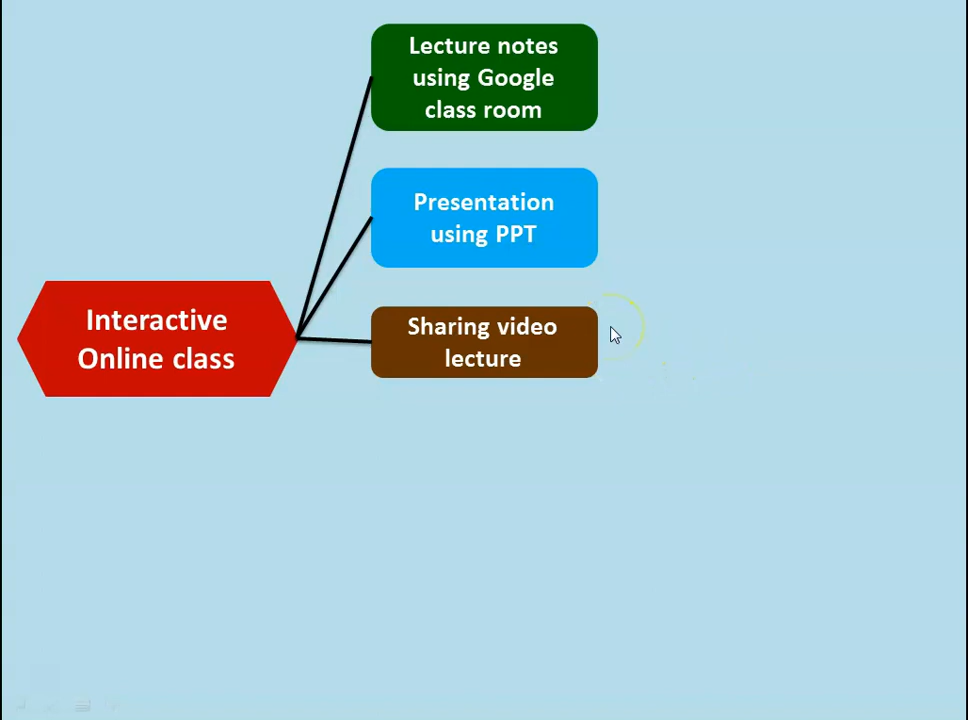 Lecture notes
using Google
class room
Presentation
using PPT
Interactive
Online class
Sharing video
lecture